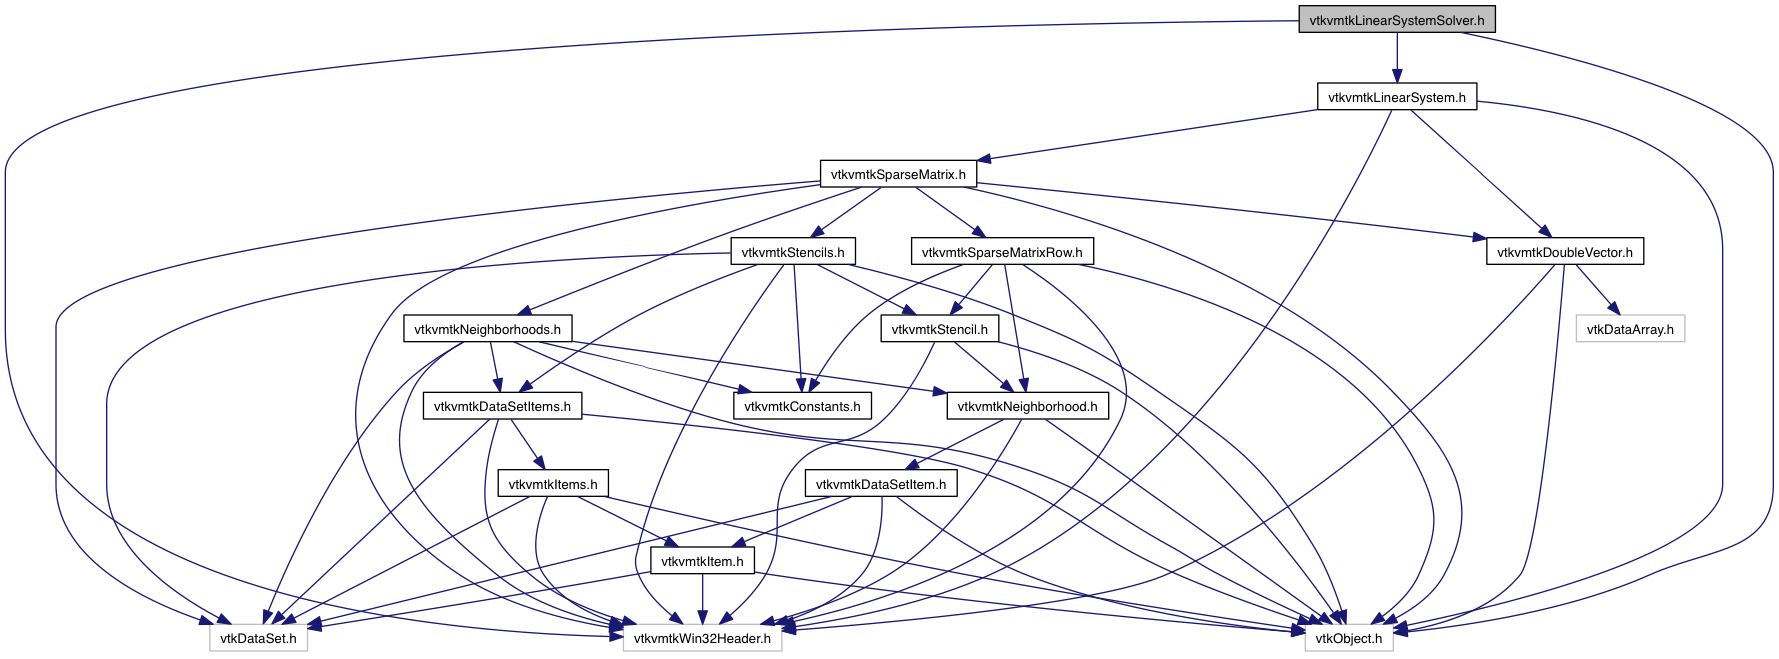 vtkvmtkLinearSystemSolver.h
vtkvmtkLinearSystem.h
vtkvmtkSparseMatrix.h
vtkvmtkStencils.h
vtkvmtkSparseMatrixRow.h
vtkvmtkDoubleVector.h
vtkvmtkNeighborhoods.h
vtkvmtkStencil.h
vtkDataArray.h
vtkvmtkDataSetItems.h
vtkvmtkConstants.h
vtkvmtkNeighborhood.h
vtkvmtkItems.h
vtkvmtkDataSetItem.h
vtkvmtkItem.h
vtkDataSet.h
vtkvmtkWin32Header.h
vtkObject.h